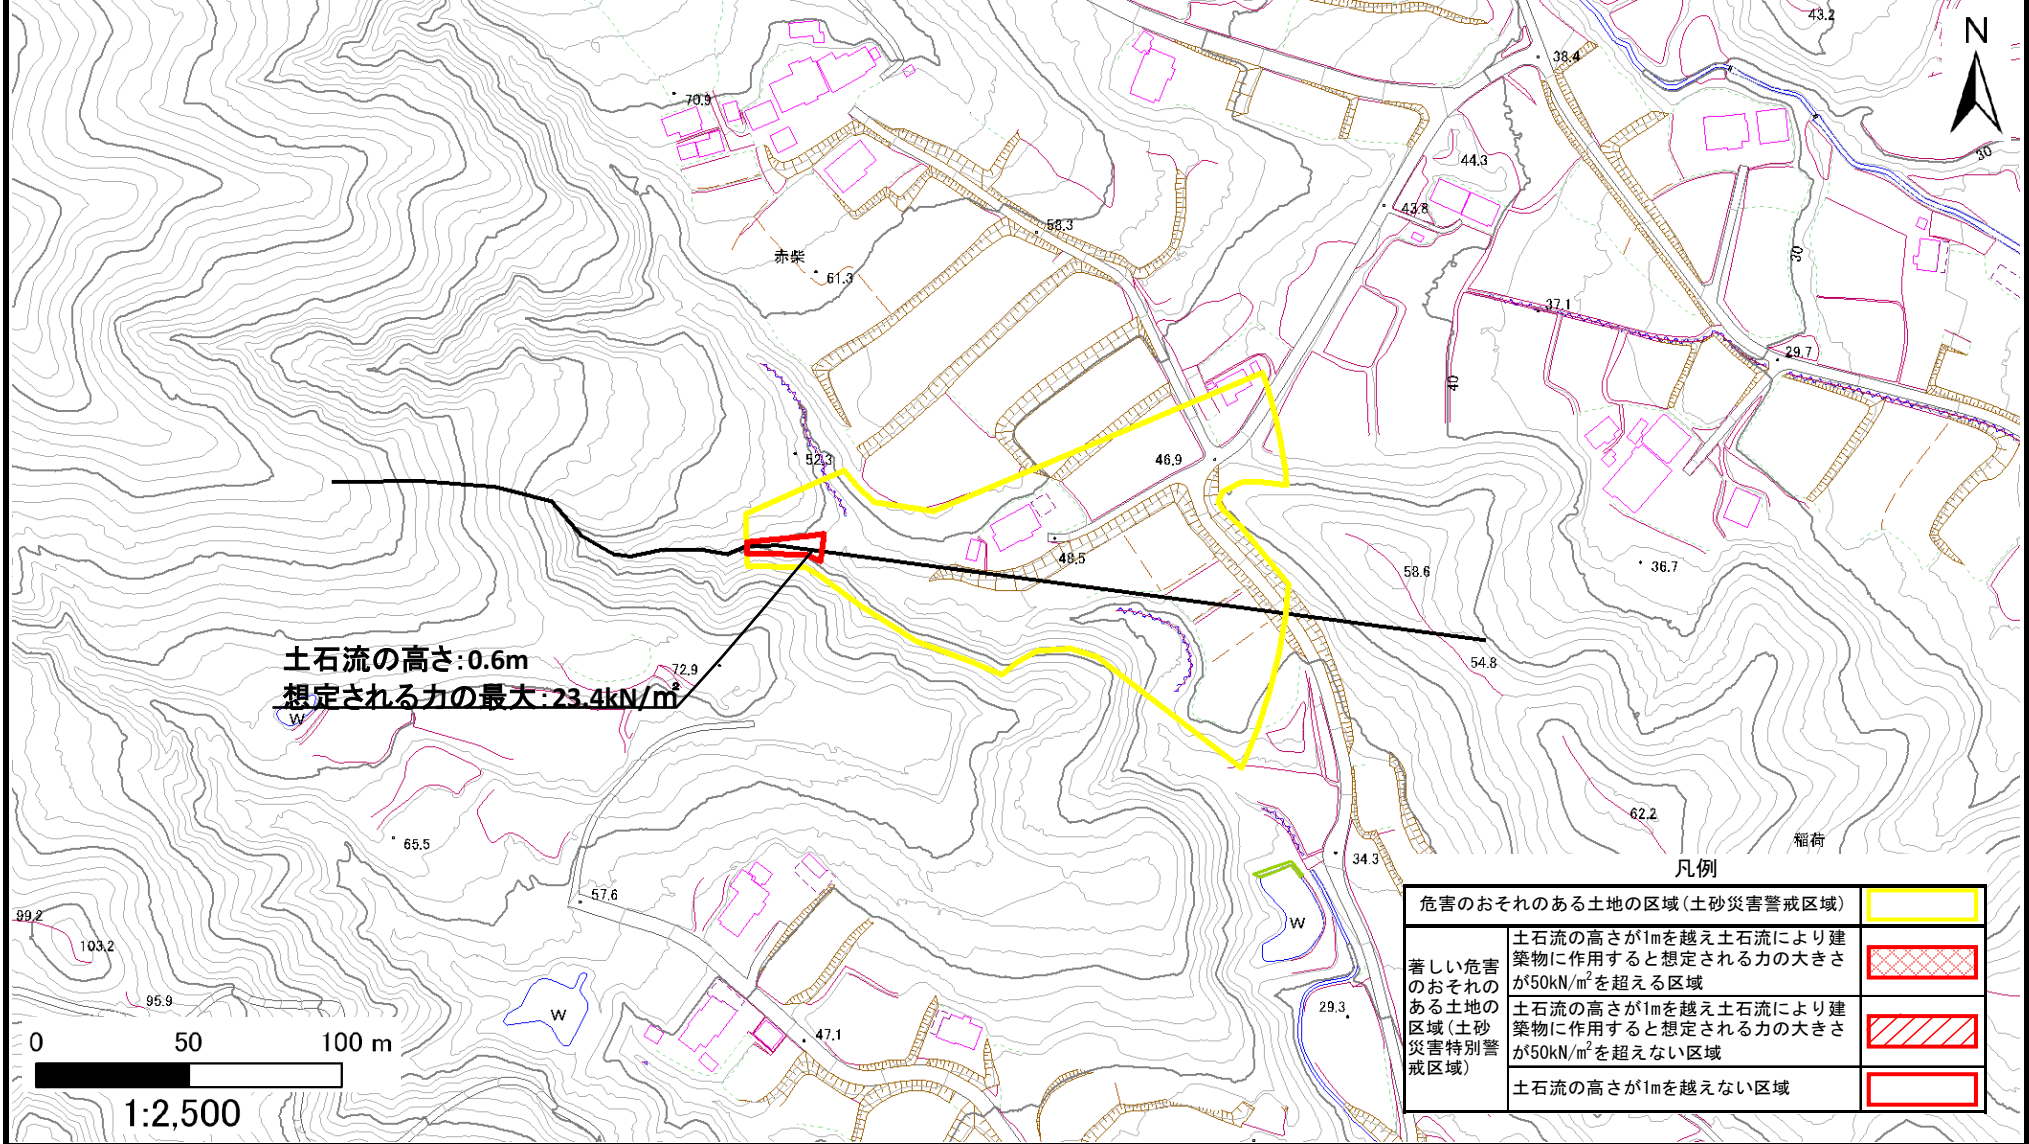 43.2
N
38.4
70.9
44.3
30
43.8
58.3
赤柴
61.3
30
37.1
29.7
40
52.3
46.9
48.5
58.6
36.7
土石流の高さ:0.6m
72.9
54.8
想定される力の最大:23.4kN/m²
W
62.2
稲荷
65.5
34.3
57.6
99.2
103.2
W
95.9
W
29.3
47.1
0 50 100 m
1:2,500
凡例
危害のおそれのある土地の区域(土砂災害警戒区域)
著しい危害
のおそれの
ある土地の
区域(土砂
災害特別警
戒区域)
土石流の高さが1mを越え土石流により建
築物に作用すると想定される力の大きさ
が50kN/m²を超える区域
土石流の高さが1mを越え土石流により建
築物に作用すると想定される力の大きさ
が50kN/m²を超えない区域
土石流の高さが1mを越えない区域